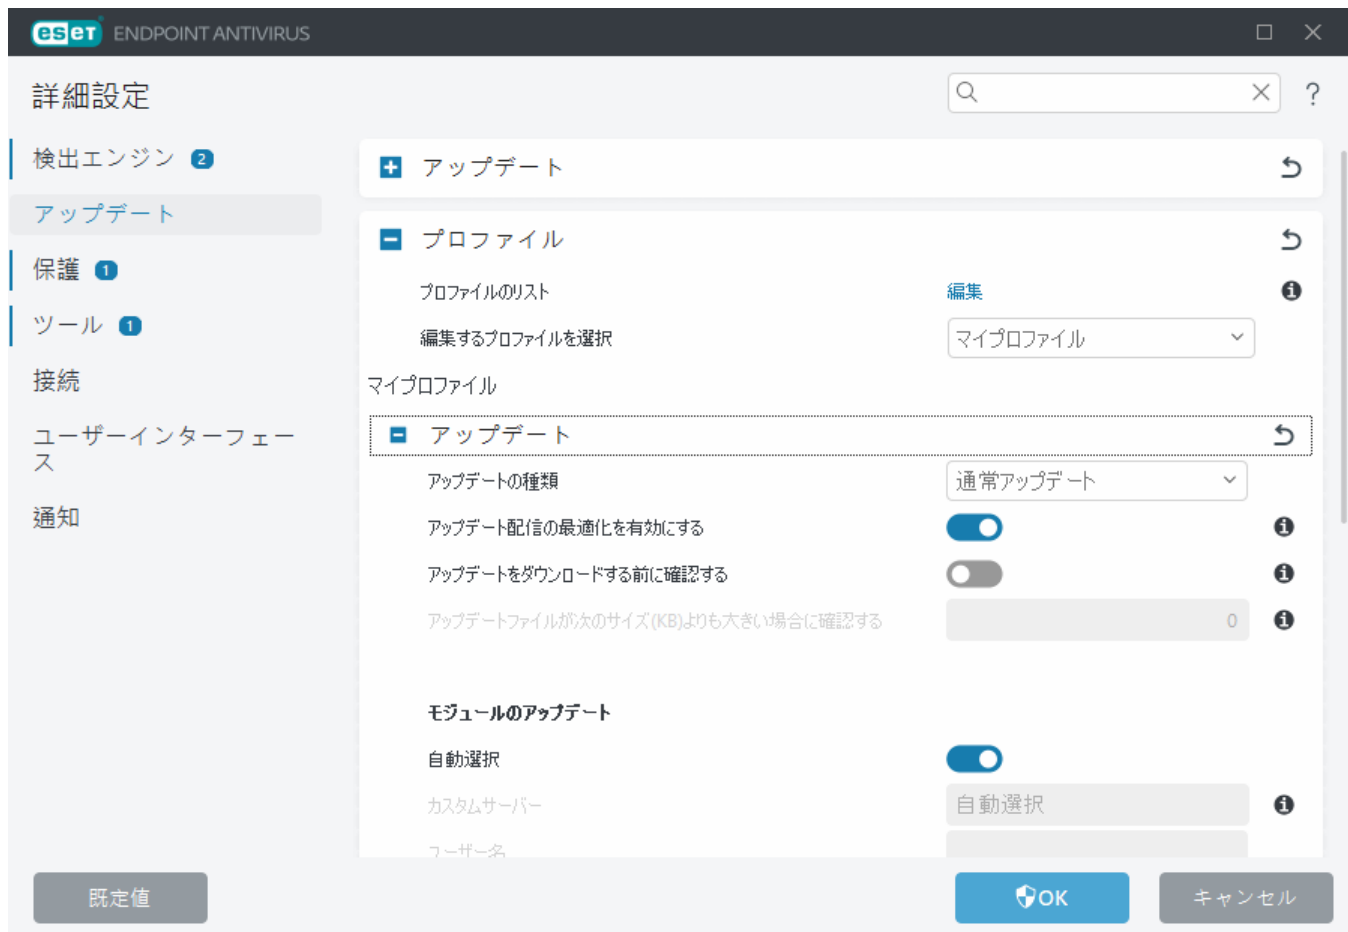 eset ENDPOINT ANTIVIRUS
詳細設定
?
検出エンジン 2
アップデート
保護 1
ツール 1
接続
ユーザーインターフェー
ス
通知
アップデート
プロファイル
プロファイルのリスト 編集
編集するプロファイルを選択 マイプロファイル
マイプロファイル
アップデート
アップデートの種類 通常アップデート
アップデート配信の最適化を有効にする
アップデートをダウンロードする前に確認する
アップデートファイルが次のサイズ(KB)よりも大きい場合に確認する 0
モジュールのアップデート
自動選択
カスタムサーバー 自動選択
ユーザー名
既定値 OK キャンセル